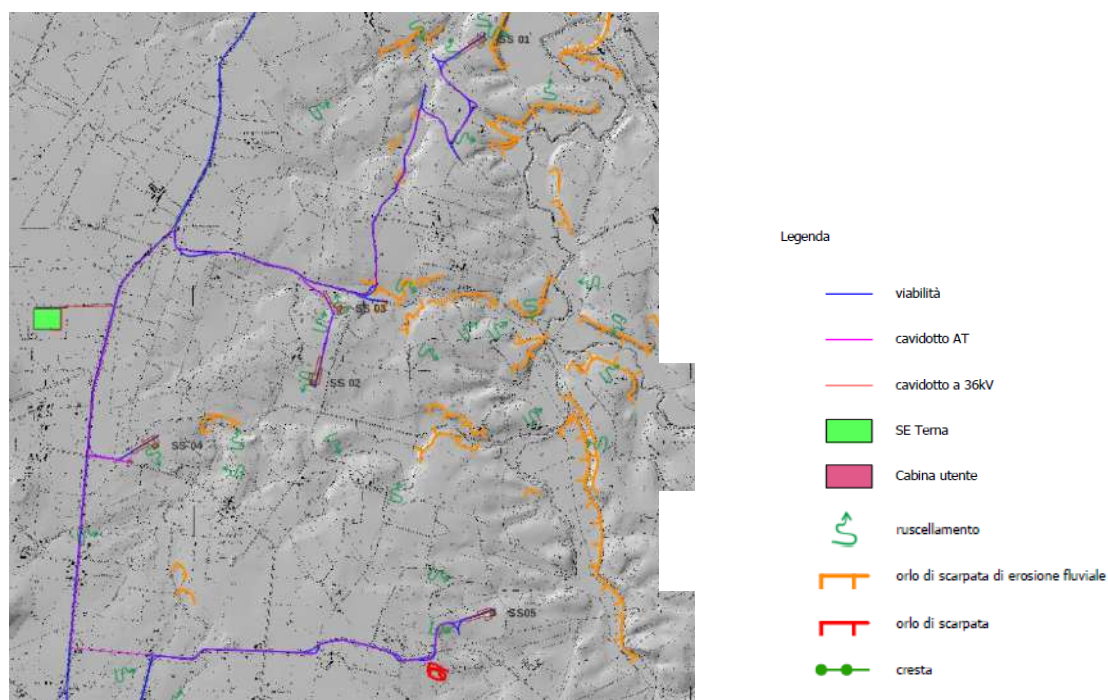 SS 01
Legenda
viabilità
SS 03
cavidotto AT
cavidotto a 36kV
SS 02
SE Terna
SS-04
Cabina utente
ruscellamento
orlo di scarpata di erosione fluviale
SS05
orlo di scarpata
cresta